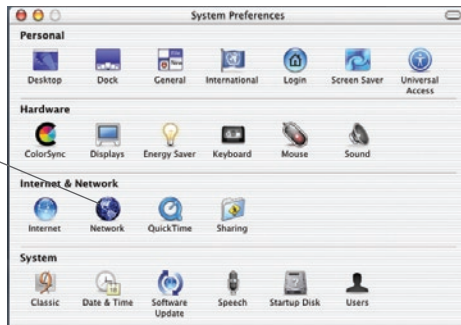 System Preferences
Personal
Desktop Dock General International Login Screen Saver Universal Access
Hardware
ColorSync Displays Energy Saver Keyboard Mouse Sound
Internet & Network
Internet Network QuickTime Sharing
System
Classic Date & Time Software Update Speech Startup Disk Users